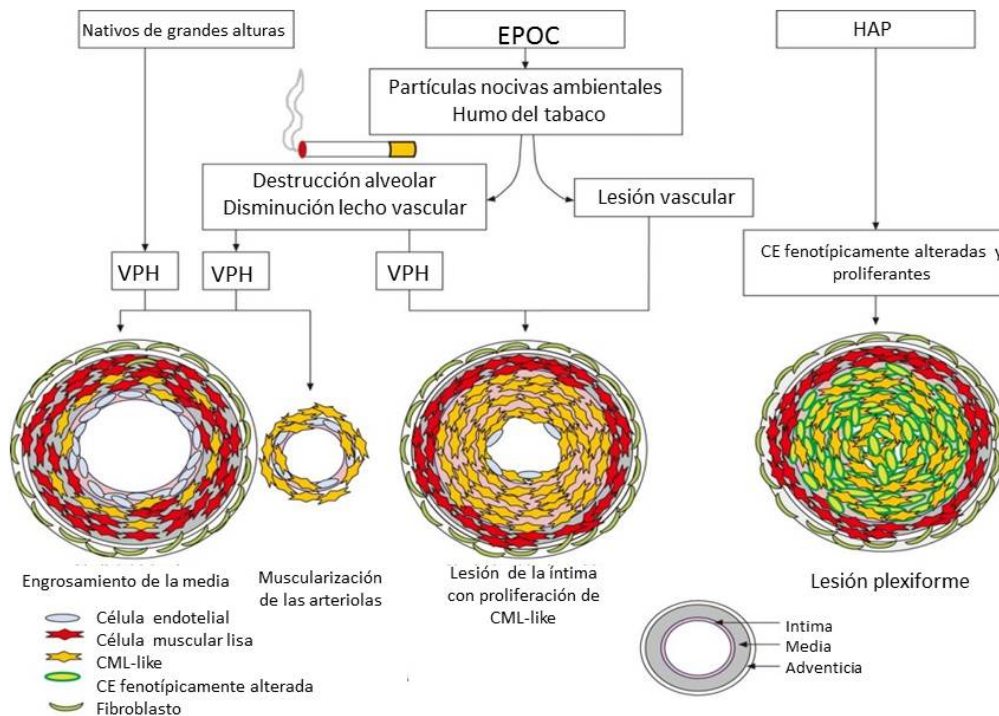 Nativos de grandes alturas
EPOC
HAP
Partículas nocivas ambientales
Humo del tabaco
Destrucción alveolar
Disminución lecho vascular
Lesión vascular
VPH
VPH
VPH
CE fenotípicamente alteradas y
proliferantes
Engrosamiento de la media
Muscularización
de las arteriolas
Lesión de la íntima
con proliferación de
CML-like
Lesión plexiforme
Célula endotelial
Célula muscular lisa
CML-like
CE fenotípicamente alterada
Fibroblasto
Intima
Media
Adventicia